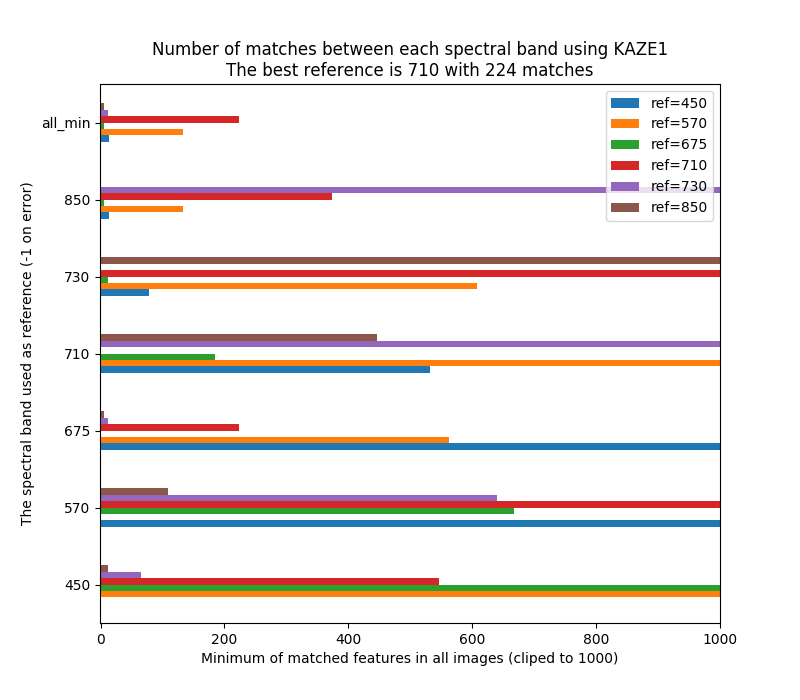 Number of matches between each spectral band using KAZE1
The best reference is 710 with 224 matches
ref=450
ref=570
ref=675
ref=710
ref=730
ref=850
The spectral band used as reference (-1 on error)
all_min
850
730
710
675
570
450
0 200 400 600 800 1000
Minimum of matched features in all images (cliped to 1000)